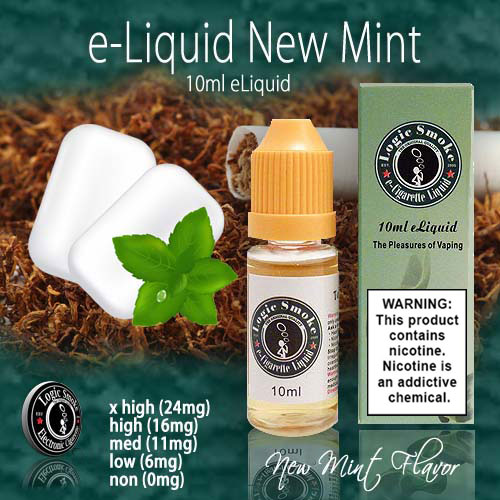 e-Liquid New Mint
10ml eLiquid
Logic Smoke
EST.
2005
e-Cigarette Liquid
10ml eLiquid
The Pleasures of Vaping
WARNING:
This product
contains
nicotine.
Nicotine is
an addictive
chemical.
Logic Smoke
e-Cigarette Liquid
10ml
Logic Smoke
x high (24mg)
high (16mg)
med (11mg)
low (6mg)
non (0mg)
New Mint Flavor